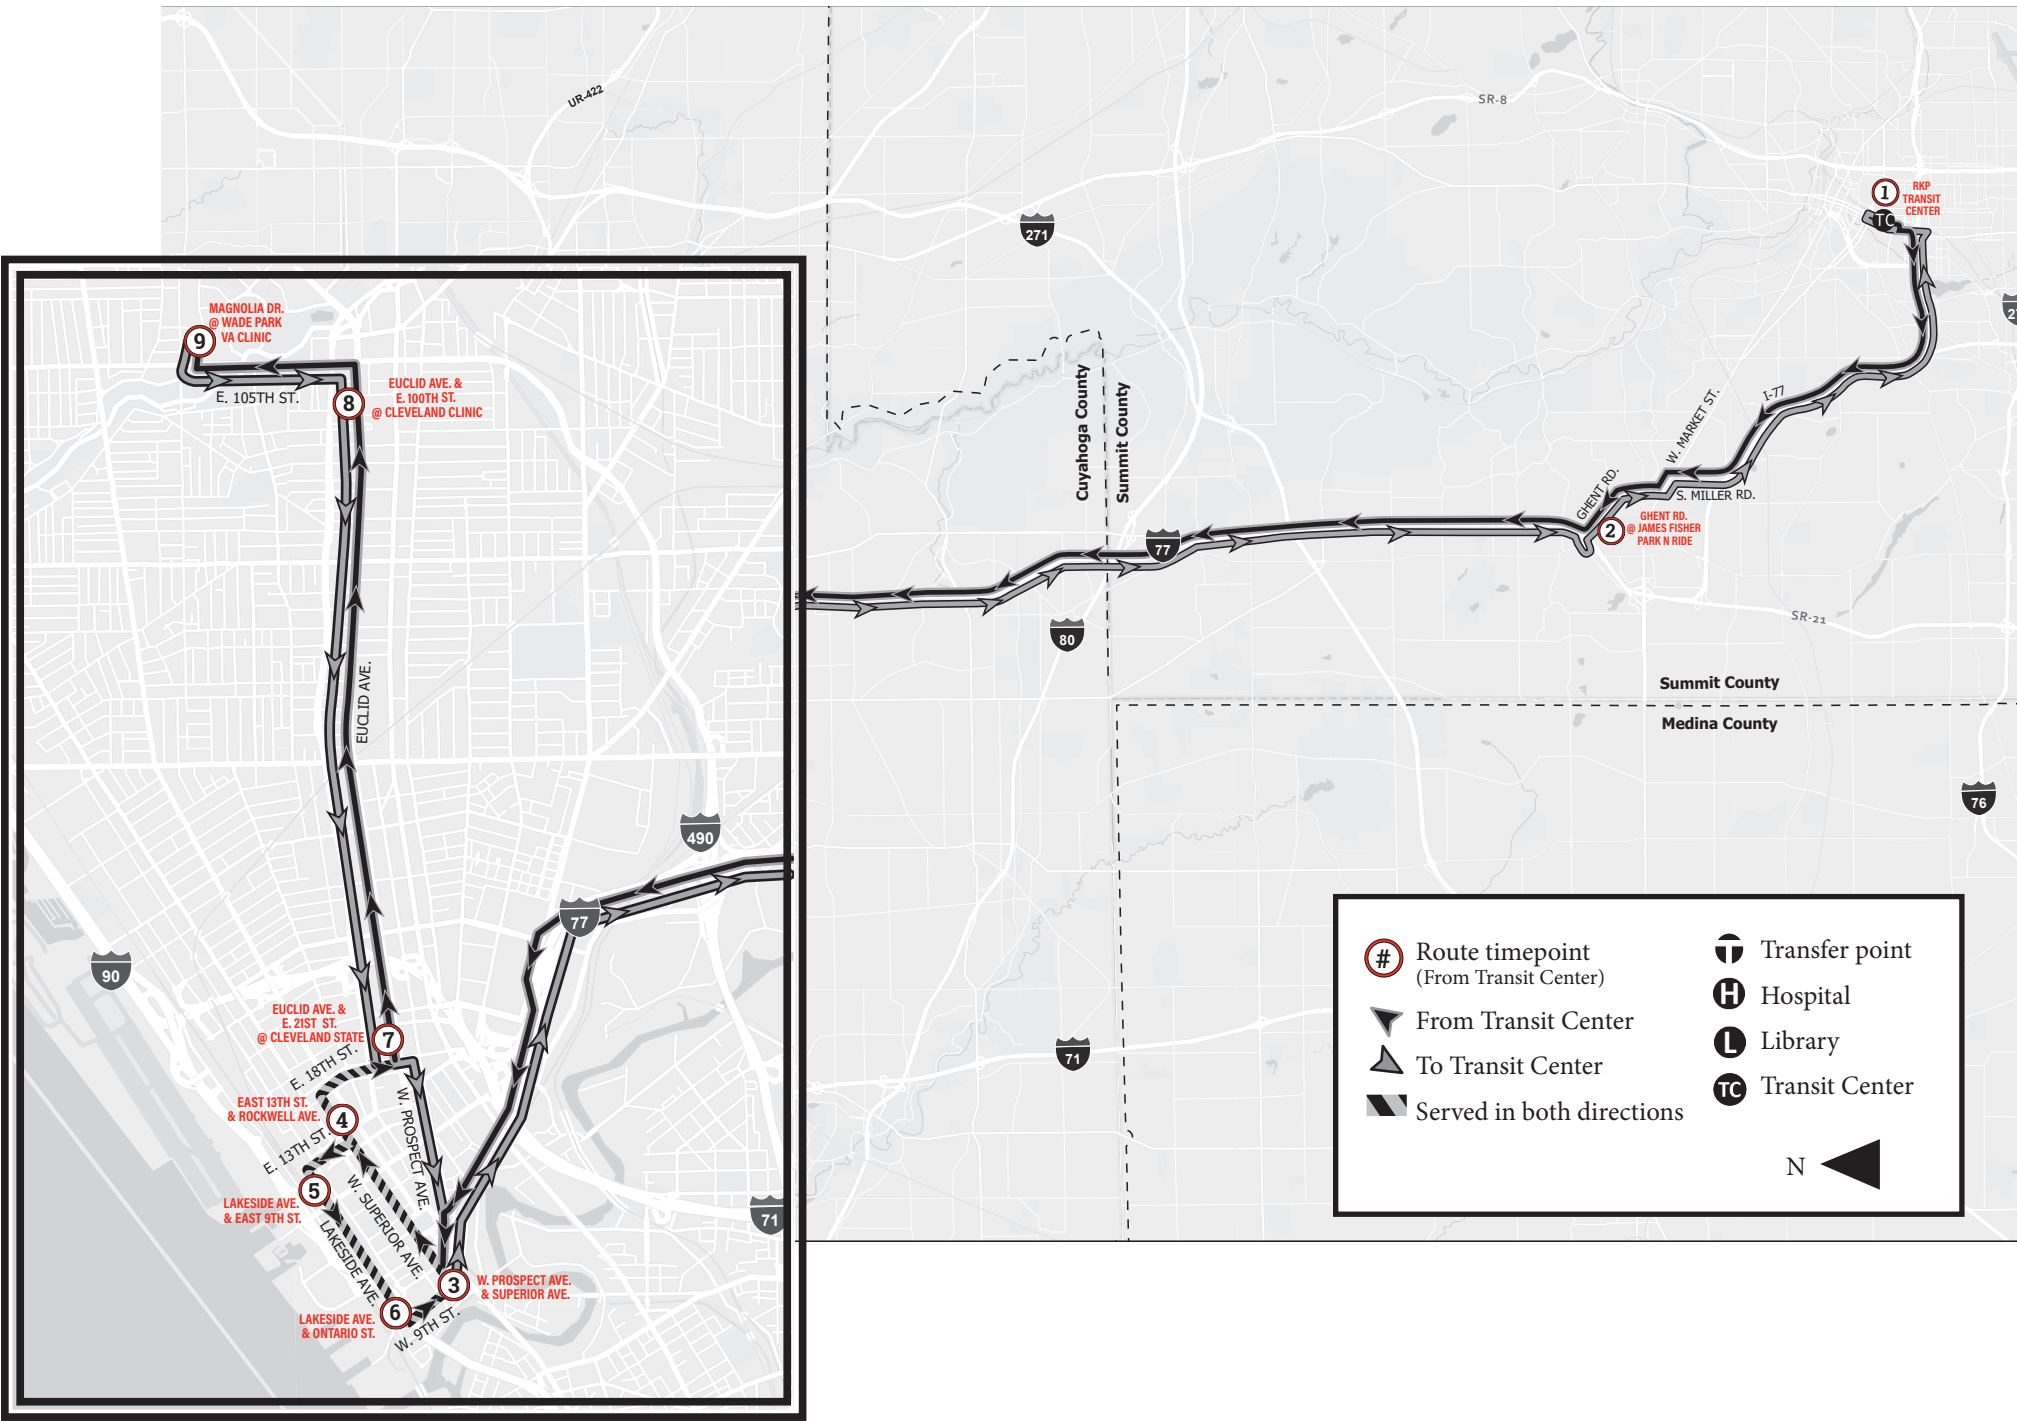 UR-422
SR-8
271
1
RKP
TRANSIT
CENTER
TC
9
MAGNOLIA DR.
@ WADE PARK
VA CLINIC
E. 105TH ST.
8
EUCLID AVE. &
E. 100TH ST.
@ CLEVELAND CLINIC
Cuyahoga County
Summit County
I-77
W. MARKET ST.
S. MILLER RD.
GHENT RD.
2
GHENT RD.
@ JAMES FISHER
PARK N RIDE
77
80
SR-21
Summit County
Medina County
EUCLID AVE.
490
76
77
90
71
EUCLID AVE. &
E. 21ST ST.
@ CLEVELAND STATE
7
E. 18TH ST.
EAST 13TH ST.
& ROCKWELL AVE.
4
W. PROSPECT AVE.
E. 13TH ST.
5
LAKESIDE AVE.
& EAST 9TH ST.
W. SUPERIOR AVE.
LAKESIDE AVE.
71
3
W. PROSPECT AVE.
& SUPERIOR AVE.
6
LAKESIDE AVE.
& ONTARIO ST.
W. 9TH ST.
# Route timepoint
(From Transit Center)
From Transit Center
To Transit Center
Served in both directions
T Transfer point
H Hospital
L Library
TC Transit Center
N